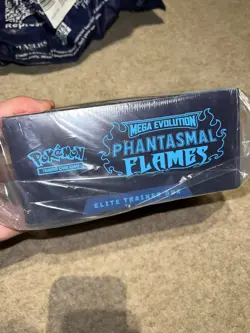 POKÉMON
TRADING CARD GAME
MEGA EVOLUTION
PHANTASMAL
FLAMES
ELITE TRAINER BOX